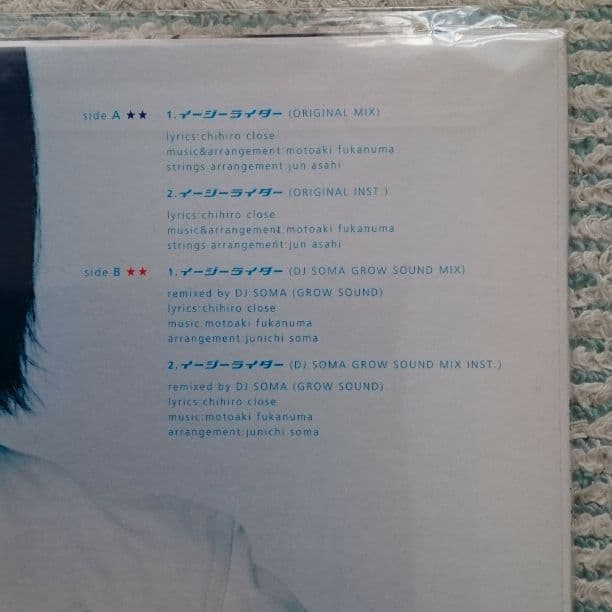 side A ★★ 1.イージーライダー (ORIGINAL MIX)
lyrics:chihiro close
music&arrangement:motoaki fukanuma
strings arrangement:jun asahi
2.イージーライダー (ORIGINAL INST.)
lyrics:chihiro close
music&arrangement:motoaki fukanuma
strings arrangement:jun asahi
side B ★★ 1.イージーライダー (DJ SOMA GROW SOUND MIX)
remixed by DJ SOMA (GROW SOUND)
lyrics:chihiro close
music:motoaki fukanuma
arrangement:junichi soma
2.イージーライダー (DJ SOMA GROW SOUND MIX INST.)
remixed by DJ SOMA (GROW SOUND)
lyrics:chihiro close
music:motoaki fukanuma
arrangement:junichi soma